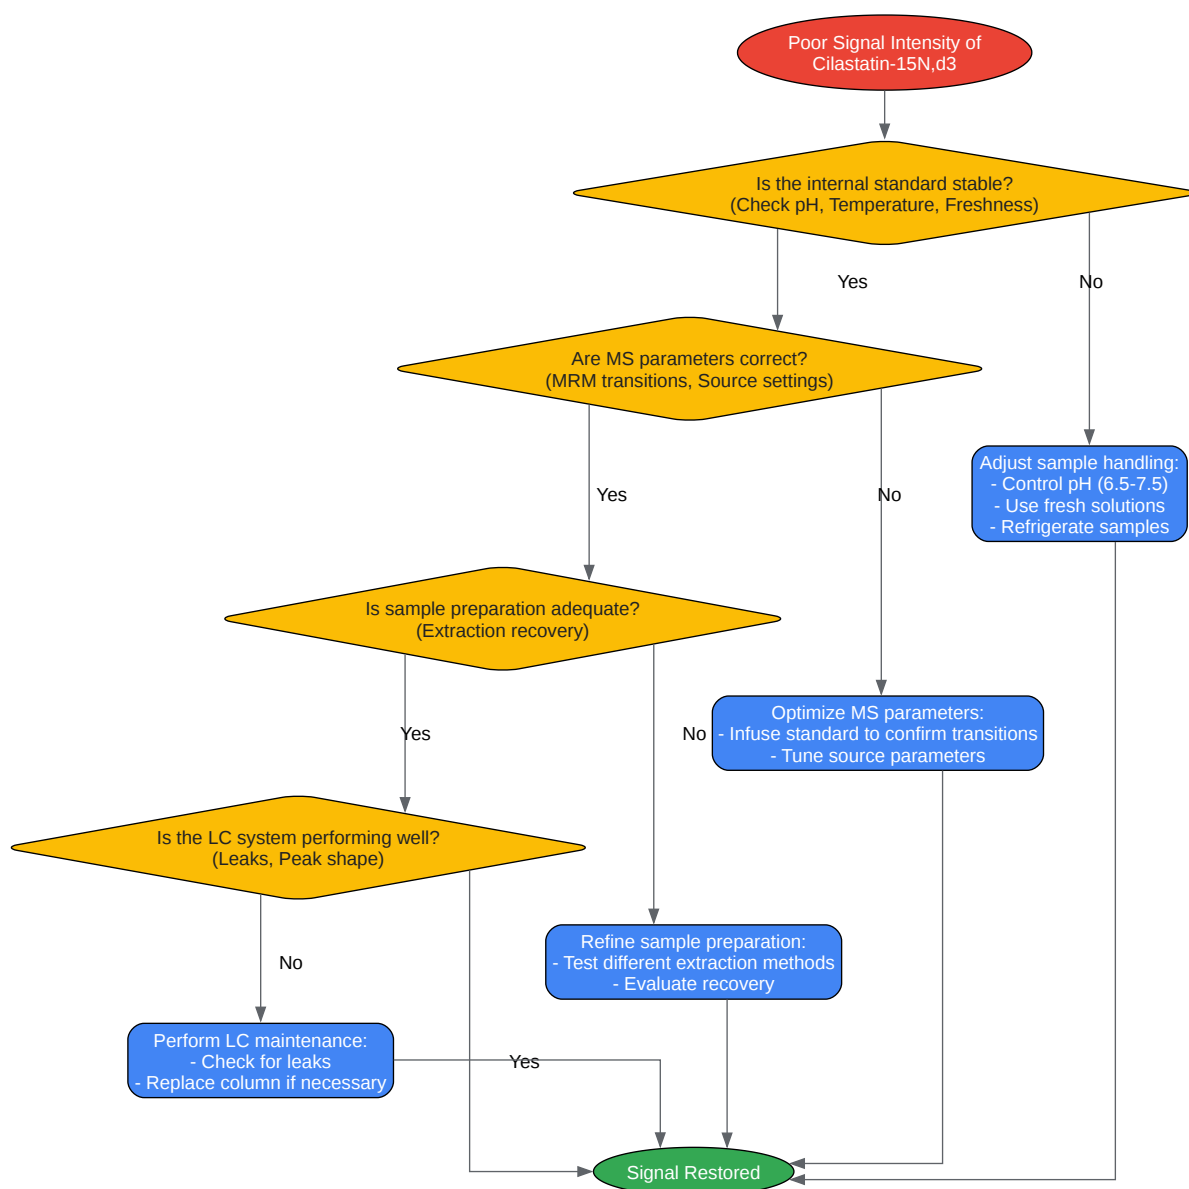 Poor Signal Intensity of
Cilastatin-15N,d3
Is the internal standard stable?
(Check pH, Temperature, Freshness)
Yes
No
Are MS parameters correct?
(MRM transitions, Source settings)
Yes
No
Adjust sample handling:
- Control pH (6.5-7.5)
- Use fresh solutions
- Refrigerate samples
Is sample preparation adequate?
(Extraction recovery)
Yes
No
Optimize MS parameters:
- Infuse standard to confirm transitions
- Tune source parameters
Is the LC system performing well?
(Leaks, Peak shape)
No
Refine sample preparation:
- Test different extraction methods
- Evaluate recovery
Perform LC maintenance:
- Check for leaks
- Replace column if necessary
Yes
Signal Restored